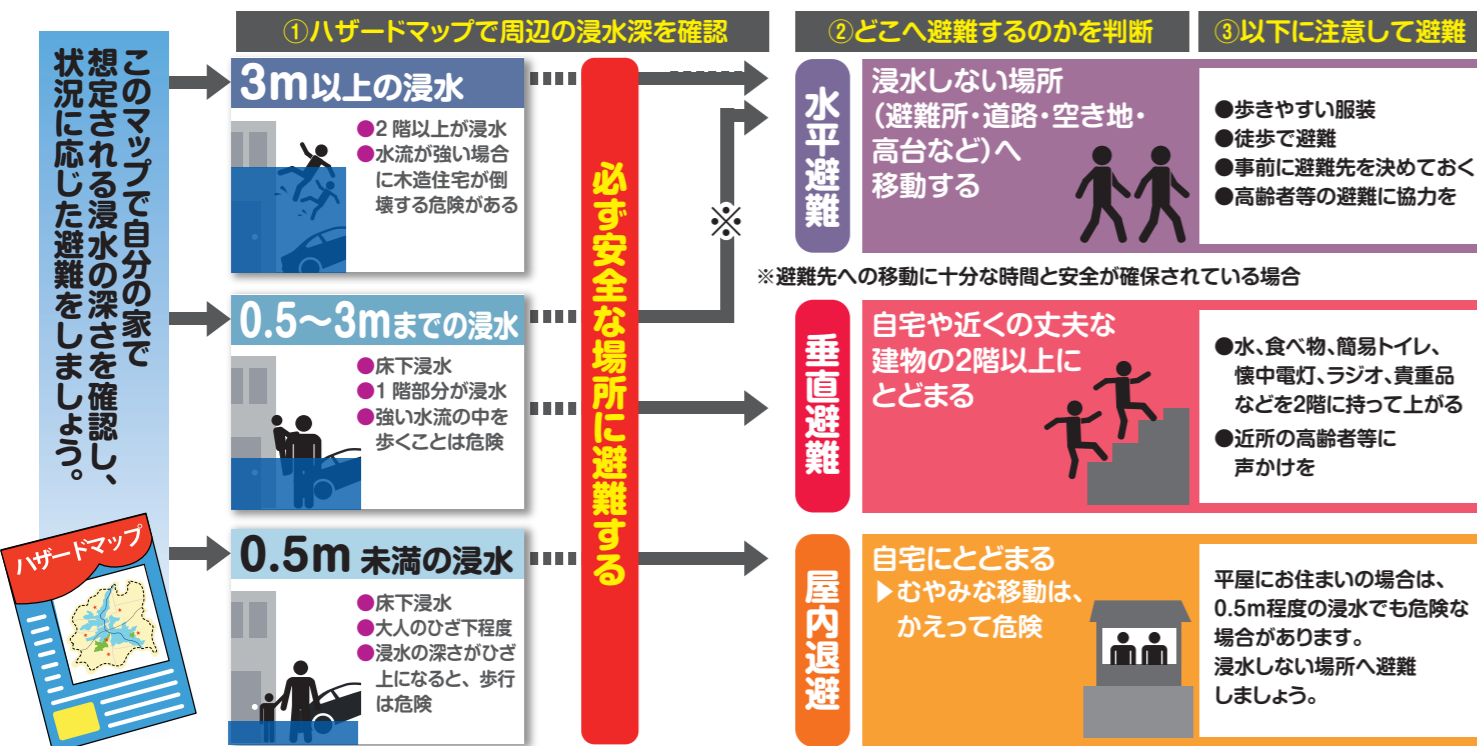 このマップで自分の家で
想定される浸水の深さを確認し、
状況に応じた避難をしましょう。
ハザードマップ
①ハザードマップで周辺の浸水深を確認
3m以上の浸水
●2階以上が浸水
●水流が強い場合
に木造住宅が倒
壊する危険がある
0.5〜3mまでの浸水
●床下浸水
●1階部分が浸水
●強い水流の中を
歩くことは危険
0.5m 未満の浸水
●床下浸水
●大人のひざ下程度
●浸水の深さがひざ
上になると、歩行
は危険
必ず安全な場所に避難する
※
②どこへ避難するのかを判断
③以下に注意して避難
水平避難
浸水しない場所
（避難所・道路・空き地・
高台など）へ
移動する
●歩きやすい服装
●徒歩で避難
●事前に避難先を決めておく
●高齢者等の避難に協力を
※避難先への移動に十分な時間と安全が確保されている場合
垂直避難
自宅や近くの丈夫な
建物の2階以上に
とどまる
●水、食べ物、簡易トイレ、
懐中電灯、ラジオ、貴重品
などを2階に持って上がる
●近所の高齢者等に
声かけを
屋内退避
自宅にとどまる
▶むやみな移動は、
かえって危険
平屋にお住まいの場合は、
0.5m程度の浸水でも危険な
場合があります。
浸水しない場所へ避難
しましょう。